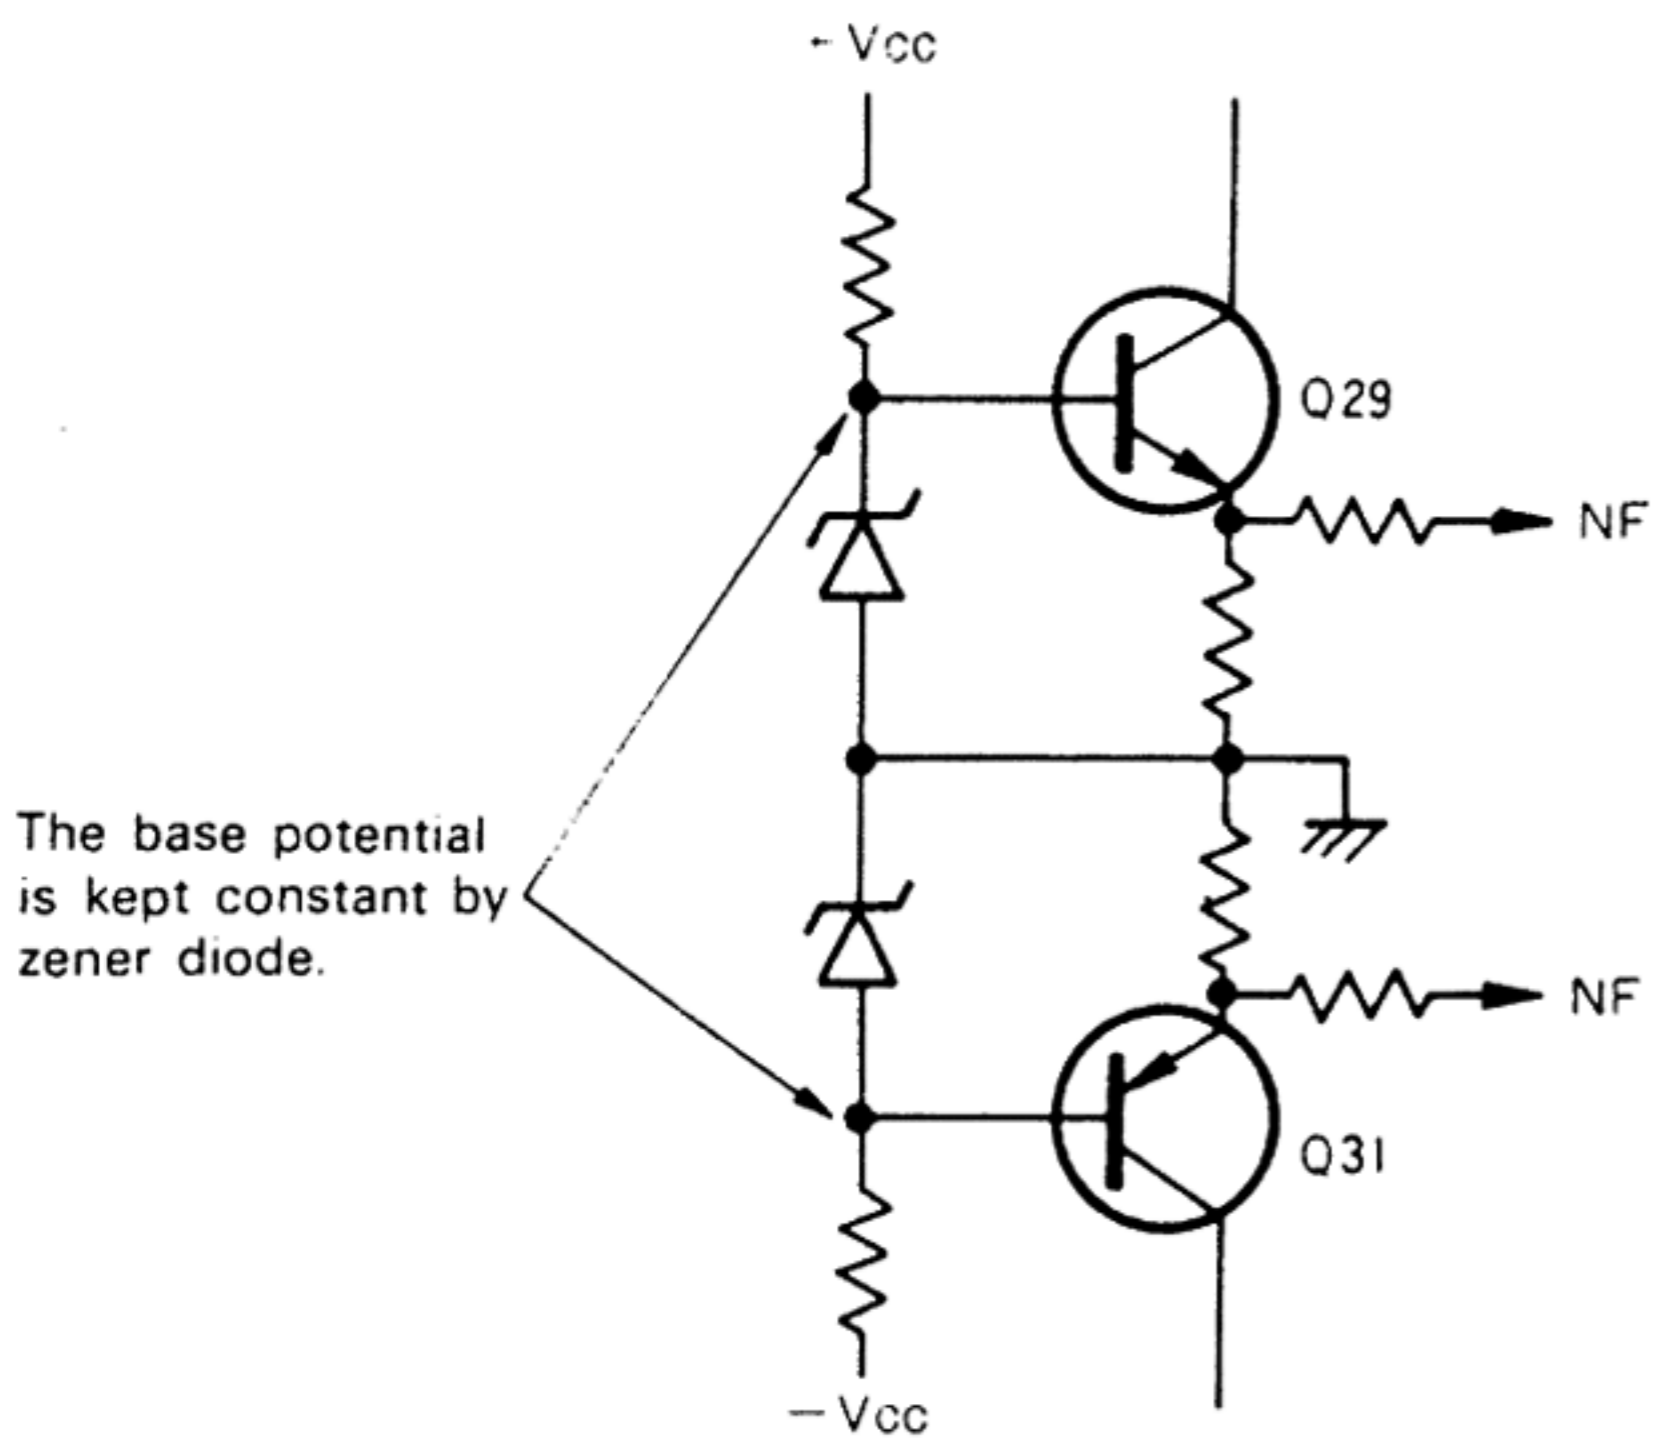 - Vcc
Q29
NF
The base potential
is kept constant by
zener diode.
NF
Q31
- Vcc